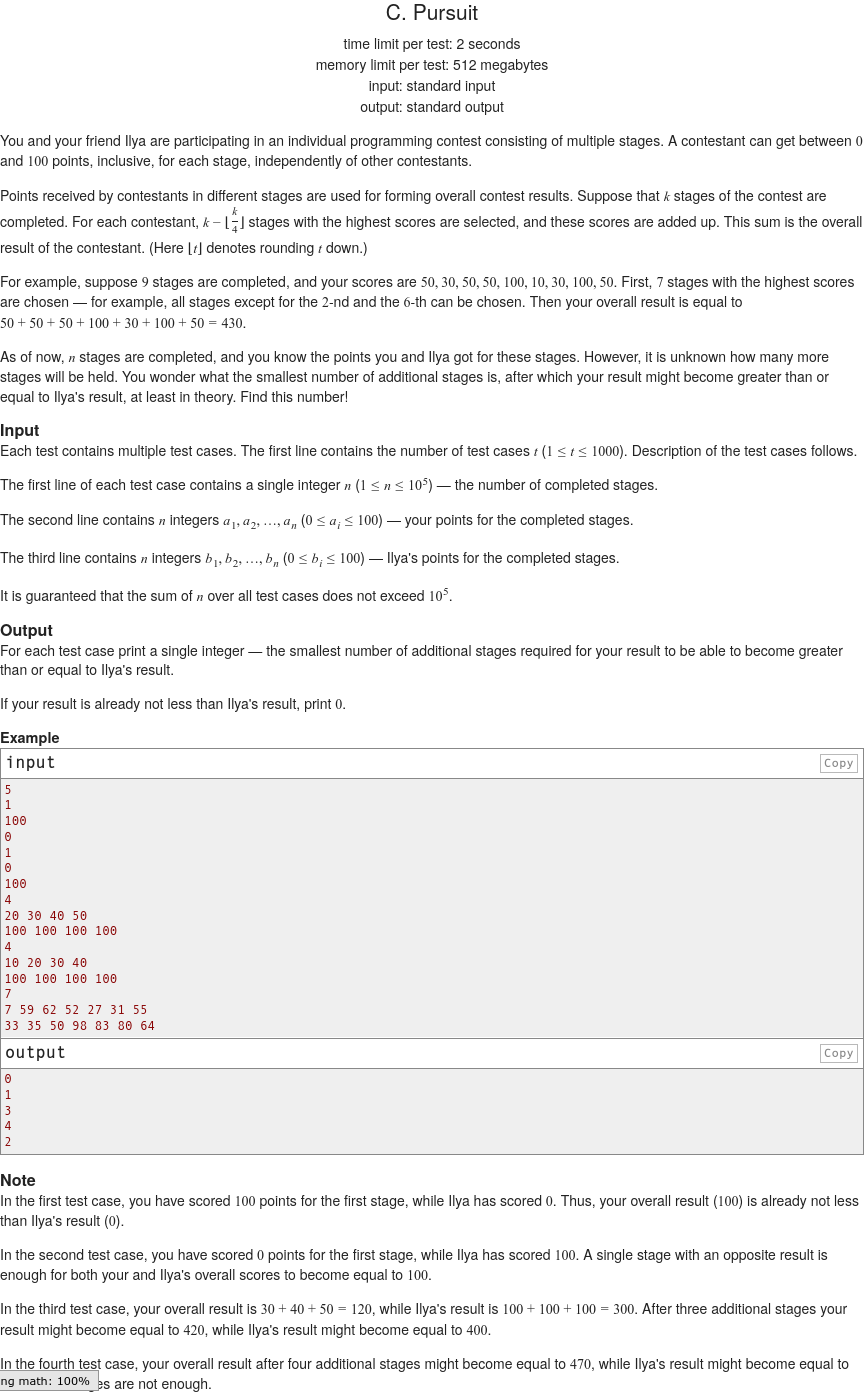 C. Pursuit
time limit per test: 2 seconds
memory limit per test: 512 megabytes
input: standard input
output: standard output
You and your friend Ilya are participating in an individual programming contest consisting of multiple stages. A contestant can get between 0
and 100 points, inclusive, for each stage, independently of other contestants.
Points received by contestants in different stages are used for forming overall contest results. Suppose that k stages of the contest are
completed. For each contestant, k − ⌊k/4⌋ stages with the highest scores are selected, and these scores are added up. This sum is the overall
result of the contestant. (Here ⌊t⌋ denotes rounding t down.)
For example, suppose 9 stages are completed, and your scores are 50, 30, 50, 50, 100, 10, 30, 100, 50. First, 7 stages with the highest scores
are chosen — for example, all stages except for the 2-nd and the 6-th can be chosen. Then your overall result is equal to
50 + 50 + 50 + 100 + 30 + 100 + 50 = 430.
As of now, n stages are completed, and you know the points you and Ilya got for these stages. However, it is unknown how many more
stages will be held. You wonder what the smallest number of additional stages is, after which your result might become greater than or
equal to Ilya's result, at least in theory. Find this number!
Input
Each test contains multiple test cases. The first line contains the number of test cases t (1 ≤ t ≤ 1000). Description of the test cases follows.
The first line of each test case contains a single integer n (1 ≤ n ≤ 10⁵) — the number of completed stages.
The second line contains n integers a₁, a₂, …, aₙ (0 ≤ aᵢ ≤ 100) — your points for the completed stages.
The third line contains n integers b₁, b₂, …, bₙ (0 ≤ bᵢ ≤ 100) — Ilya's points for the completed stages.
It is guaranteed that the sum of n over all test cases does not exceed 10⁵.
Output
For each test case print a single integer — the smallest number of additional stages required for your result to be able to become greater
than or equal to Ilya's result.
If your result is already not less than Ilya's result, print 0.
Example
input
Copy
5
1
100
0
1
0
100
4
20 30 40 50
100 100 100 100
4
10 20 30 40
100 100 100 100
7
7 59 62 52 27 31 55
33 35 50 98 83 80 64
output
Copy
0
1
3
4
2
Note
In the first test case, you have scored 100 points for the first stage, while Ilya has scored 0. Thus, your overall result (100) is already not less
than Ilya's result (0).
In the second test case, you have scored 0 points for the first stage, while Ilya has scored 100. A single stage with an opposite result is
enough for both your and Ilya's overall scores to become equal to 100.
In the third test case, your overall result is 30 + 40 + 50 = 120, while Ilya's result is 100 + 100 + 100 = 300. After three additional stages your
result might become equal to 420, while Ilya's result might become equal to 400.
In the fourth test case, your overall result after four additional stages might become equal to 470, while Ilya's result might become equal to
ng math: 100%
es are not enough.